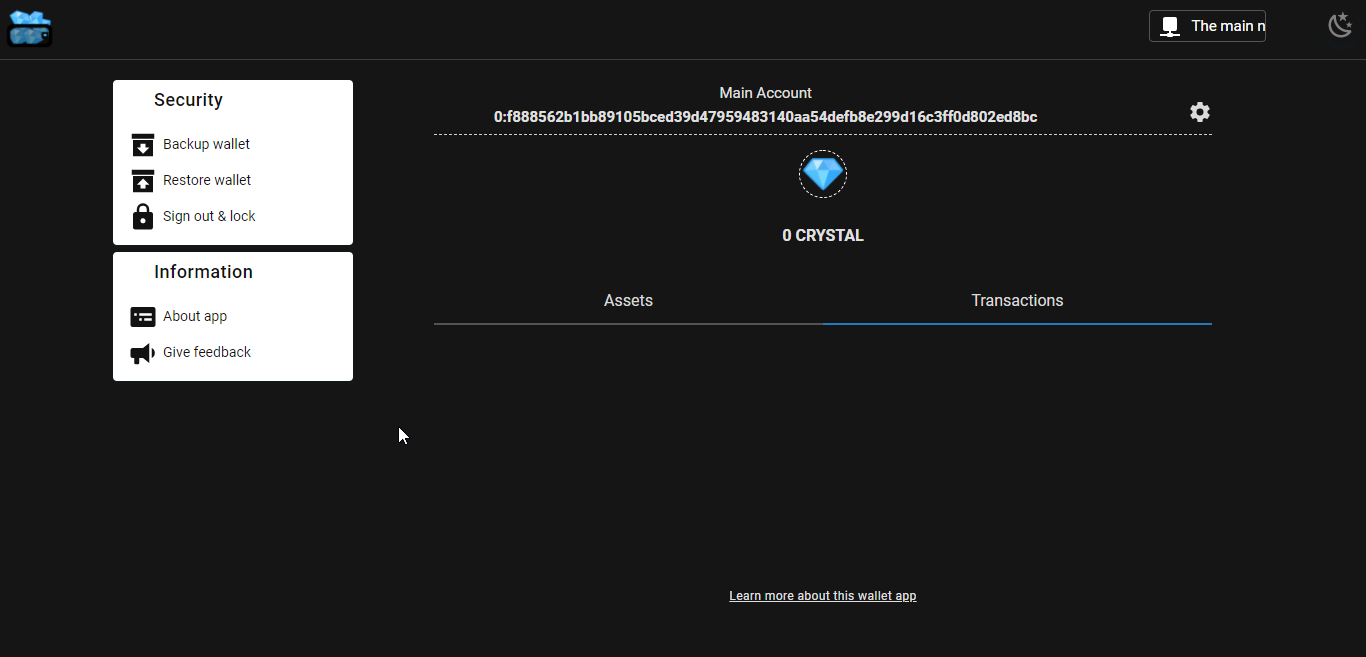 The main n
Security
Backup wallet
Restore wallet
Sign out & lock
Information
About app
Give feedback
Main Account
0:f888562b1bb89105bced39d47959483140aa54defb8e299d16c3ff0d802ed8bc
0 CRYSTAL
Assets
Transactions
Learn more about this wallet app